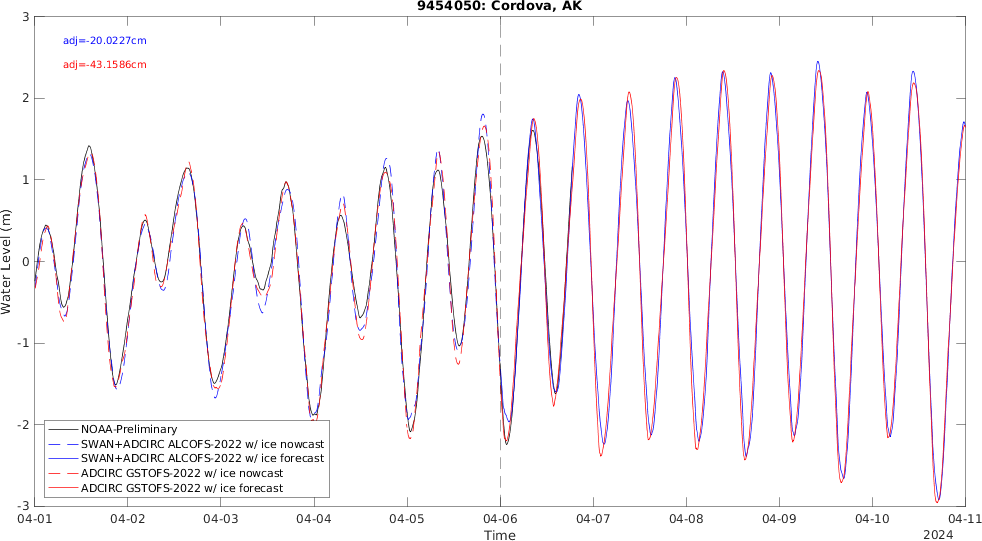 9454050: Cordova, AK
adj=-20.0227cm
adj=-43.1586cm
3
2
1
0
-1
-2
-3
Water Level (m)
NOAA-Preliminary
SWAN+ADCIRC ALCOFS-2022 w/ ice nowcast
SWAN+ADCIRC ALCOFS-2022 w/ ice forecast
ADCIRC GSTOFS-2022 w/ ice nowcast
ADCIRC GSTOFS-2022 w/ ice forecast
04-01 04-02 04-03 04-04 04-05 04-06 04-07 04-08 04-09 04-10 04-11
Time
2024